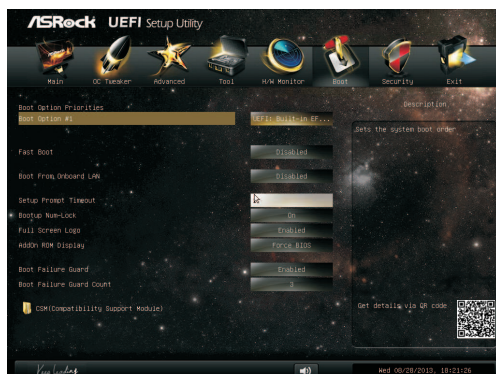 ASRock UEFI Setup Utility
Main OC Tweaker Advanced Tool H/W Monitor Boot Security Exit
Boot Option Priorities
Boot Option #1 UEFI: Built-in EF...
Fast Boot Disabled
Boot From Onboard LAN Disabled
Setup Prompt Timeout
Bootup Num-Lock On
Full Screen Logo Enabled
AddOn ROM Display Force BIOS
Boot Failure Guard Enabled
Boot Failure Guard Count 3
CSM(Compatibility Support Module)
Description
Sets the system boot order
Get details via QR code
Wed 08/28/2013, 18:21:26